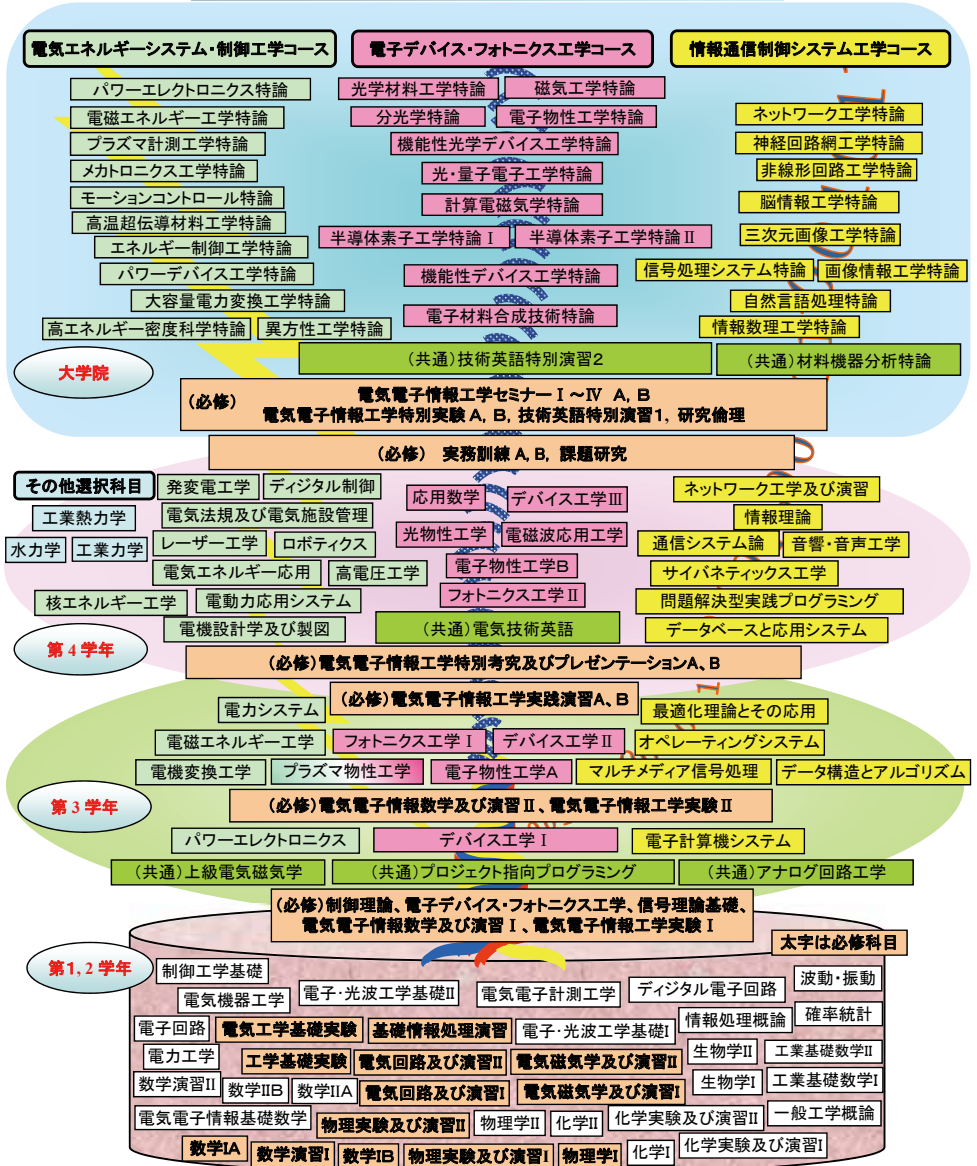 電気エネルギーシステム・制御工学コース 電子デバイス・フォトニクス工学コース 情報通信制御システム工学コース
パワーエレクトロニクス特論 光学材料工学特論 磁気工学特論
電磁エネルギー工学特論 分光学特論 電子物性工学特論 ネットワーク工学特論
プラズマ計測工学特論 機能性光学デバイス工学特論 神経回路網工学特論
メカトロニクス工学特論 光・量子電子工学特論 非線形回路工学特論
モーションコントロール特論 計算電磁気学特論 脳情報工学特論
高温超伝導材料工学特論
エネルギー制御工学特論 半導体素子工学特論Ⅰ 半導体素子工学特論Ⅱ 三次元画像工学特論
パワーデバイス工学特論 機能性デバイス工学特論 信号処理システム特論 画像情報工学特論
大容量電力変換工学特論 電子材料合成技術特論 自然言語処理特論
高エネルギー密度科学特論 異方性工学特論 情報数理工学特論
大学院 (共通)技術英語特別演習2 (共通)材料機器分析特論
(必修) 電気電子情報工学セミナーⅠ～Ⅳ A, B
電気電子情報工学特別実験 A, B, 技術英語特別演習1, 研究倫理
(必修) 実務訓練 A, B, 課題研究
その他選択科目 発変電工学 ディジタル制御 応用数学 デバイス工学Ⅲ ネットワーク工学及び演習
工業熱力学 電気法規及び電気施設管理 情報理論
水力学 工業力学 レーザー工学 ロボティクス 光物性工学 電磁波応用工学 通信システム論 音響・音声工学
電気エネルギー応用 高電圧工学 電子物性工学B サイバネティックス工学
核エネルギー工学 電動力応用システム フォトニクス工学Ⅱ 問題解決型実践プログラミング
第4学年 電機設計学及び製図 (共通)電気技術英語 データベースと応用システム
(必修)電気電子情報工学特別考究及びプレゼンテーションA、B
(必修)電気電子情報工学実践演習A、B
電力システム 最適化理論とその応用
電磁エネルギー工学 フォトニクス工学Ⅰ デバイス工学Ⅱ オペレーティングシステム
電機変換工学 プラズマ物性工学 電子物性工学A マルチメディア信号処理 データ構造とアルゴリズム
第3学年 (必修)電気電子情報数学及び演習Ⅱ、電気電子情報工学実験Ⅱ
パワーエレクトロニクス デバイス工学Ⅰ 電子計算機システム
(共通)上級電気磁気学 (共通)プロジェクト指向プログラミング (共通)アナログ回路工学
(必修)制御理論、電子デバイス・フォトニクス工学、信号理論基礎、
電気電子情報数学及び演習Ⅰ、電気電子情報工学実験Ⅰ
太字は必修科目
第1, 2学年 制御工学基礎 波動・振動
電気機器工学 電子・光波工学基礎II 電気電子計測工学 ディジタル電子回路
電子回路 電気工学基礎実験 基礎情報処理演習 電子・光波工学基礎I 情報処理概論 確率統計
電力工学 工学基礎実験 電気回路及び演習II 電気磁気学及び演習II 生物学II 工業基礎数学II
数学演習II 数学IIB 数学IIA 電気回路及び演習I 電気磁気学及び演習I 生物学I 工業基礎数学I
電気電子情報基礎数学 物理実験及び演習II 物理学II 化学II 化学実験及び演習II 一般工学概論
数学IA 数学演習I 数学IB 物理実験及び演習I 物理学I 化学I 化学実験及び演習I